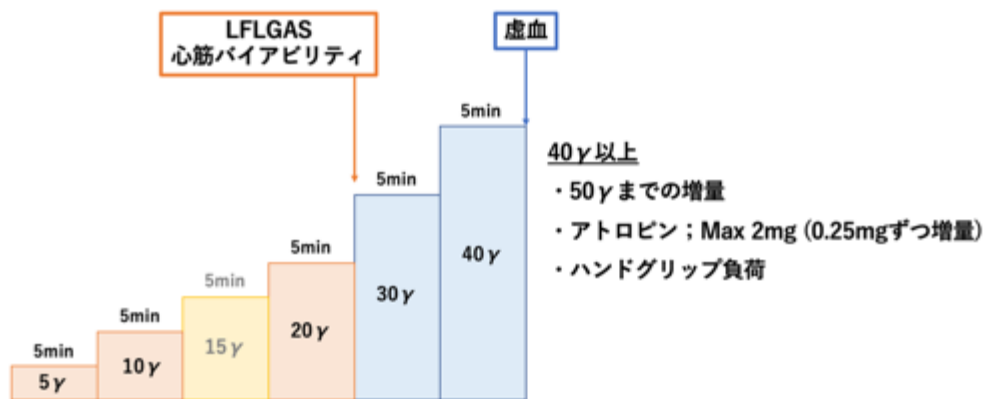 LFLGAS
心筋バイアビリティ
虚血
5min
5γ
5min
10γ
5min
15γ
5min
20γ
5min
30γ
5min
40γ
40γ以上
・50γまでの増量
・アトロピン；Max 2mg (0.25mgずつ増量)
・ハンドグリップ負荷